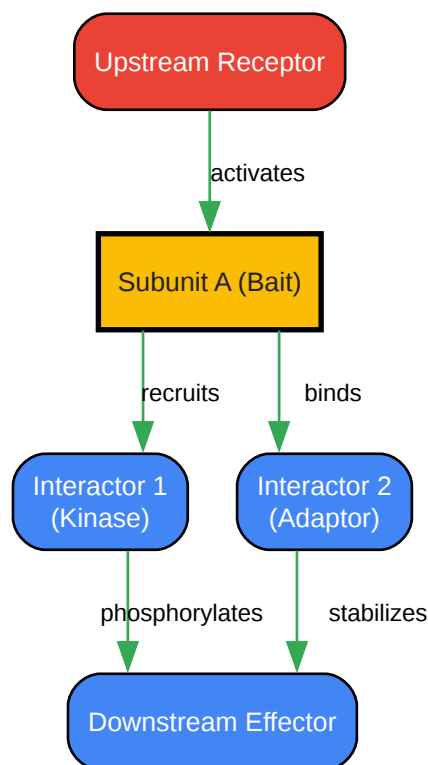 Upstream Receptor
activates
Subunit A (Bait)
recruits
binds
Interactor 1
(Kinase)
Interactor 2
(Adaptor)
phosphorylates
stabilizes
Downstream Effector